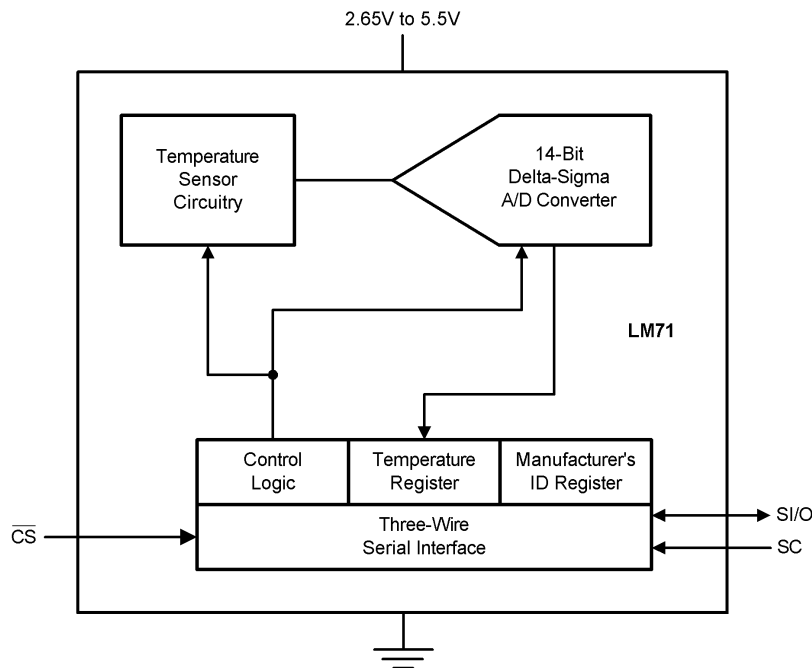 2.65V to 5.5V
Temperature
Sensor
Circuitry
14-Bit
Delta-Sigma
A/D Converter
LM71
Control
Logic
Temperature
Register
Manufacturer's
ID Register
Three-Wire
Serial Interface
C̅S̅
SI/O
SC